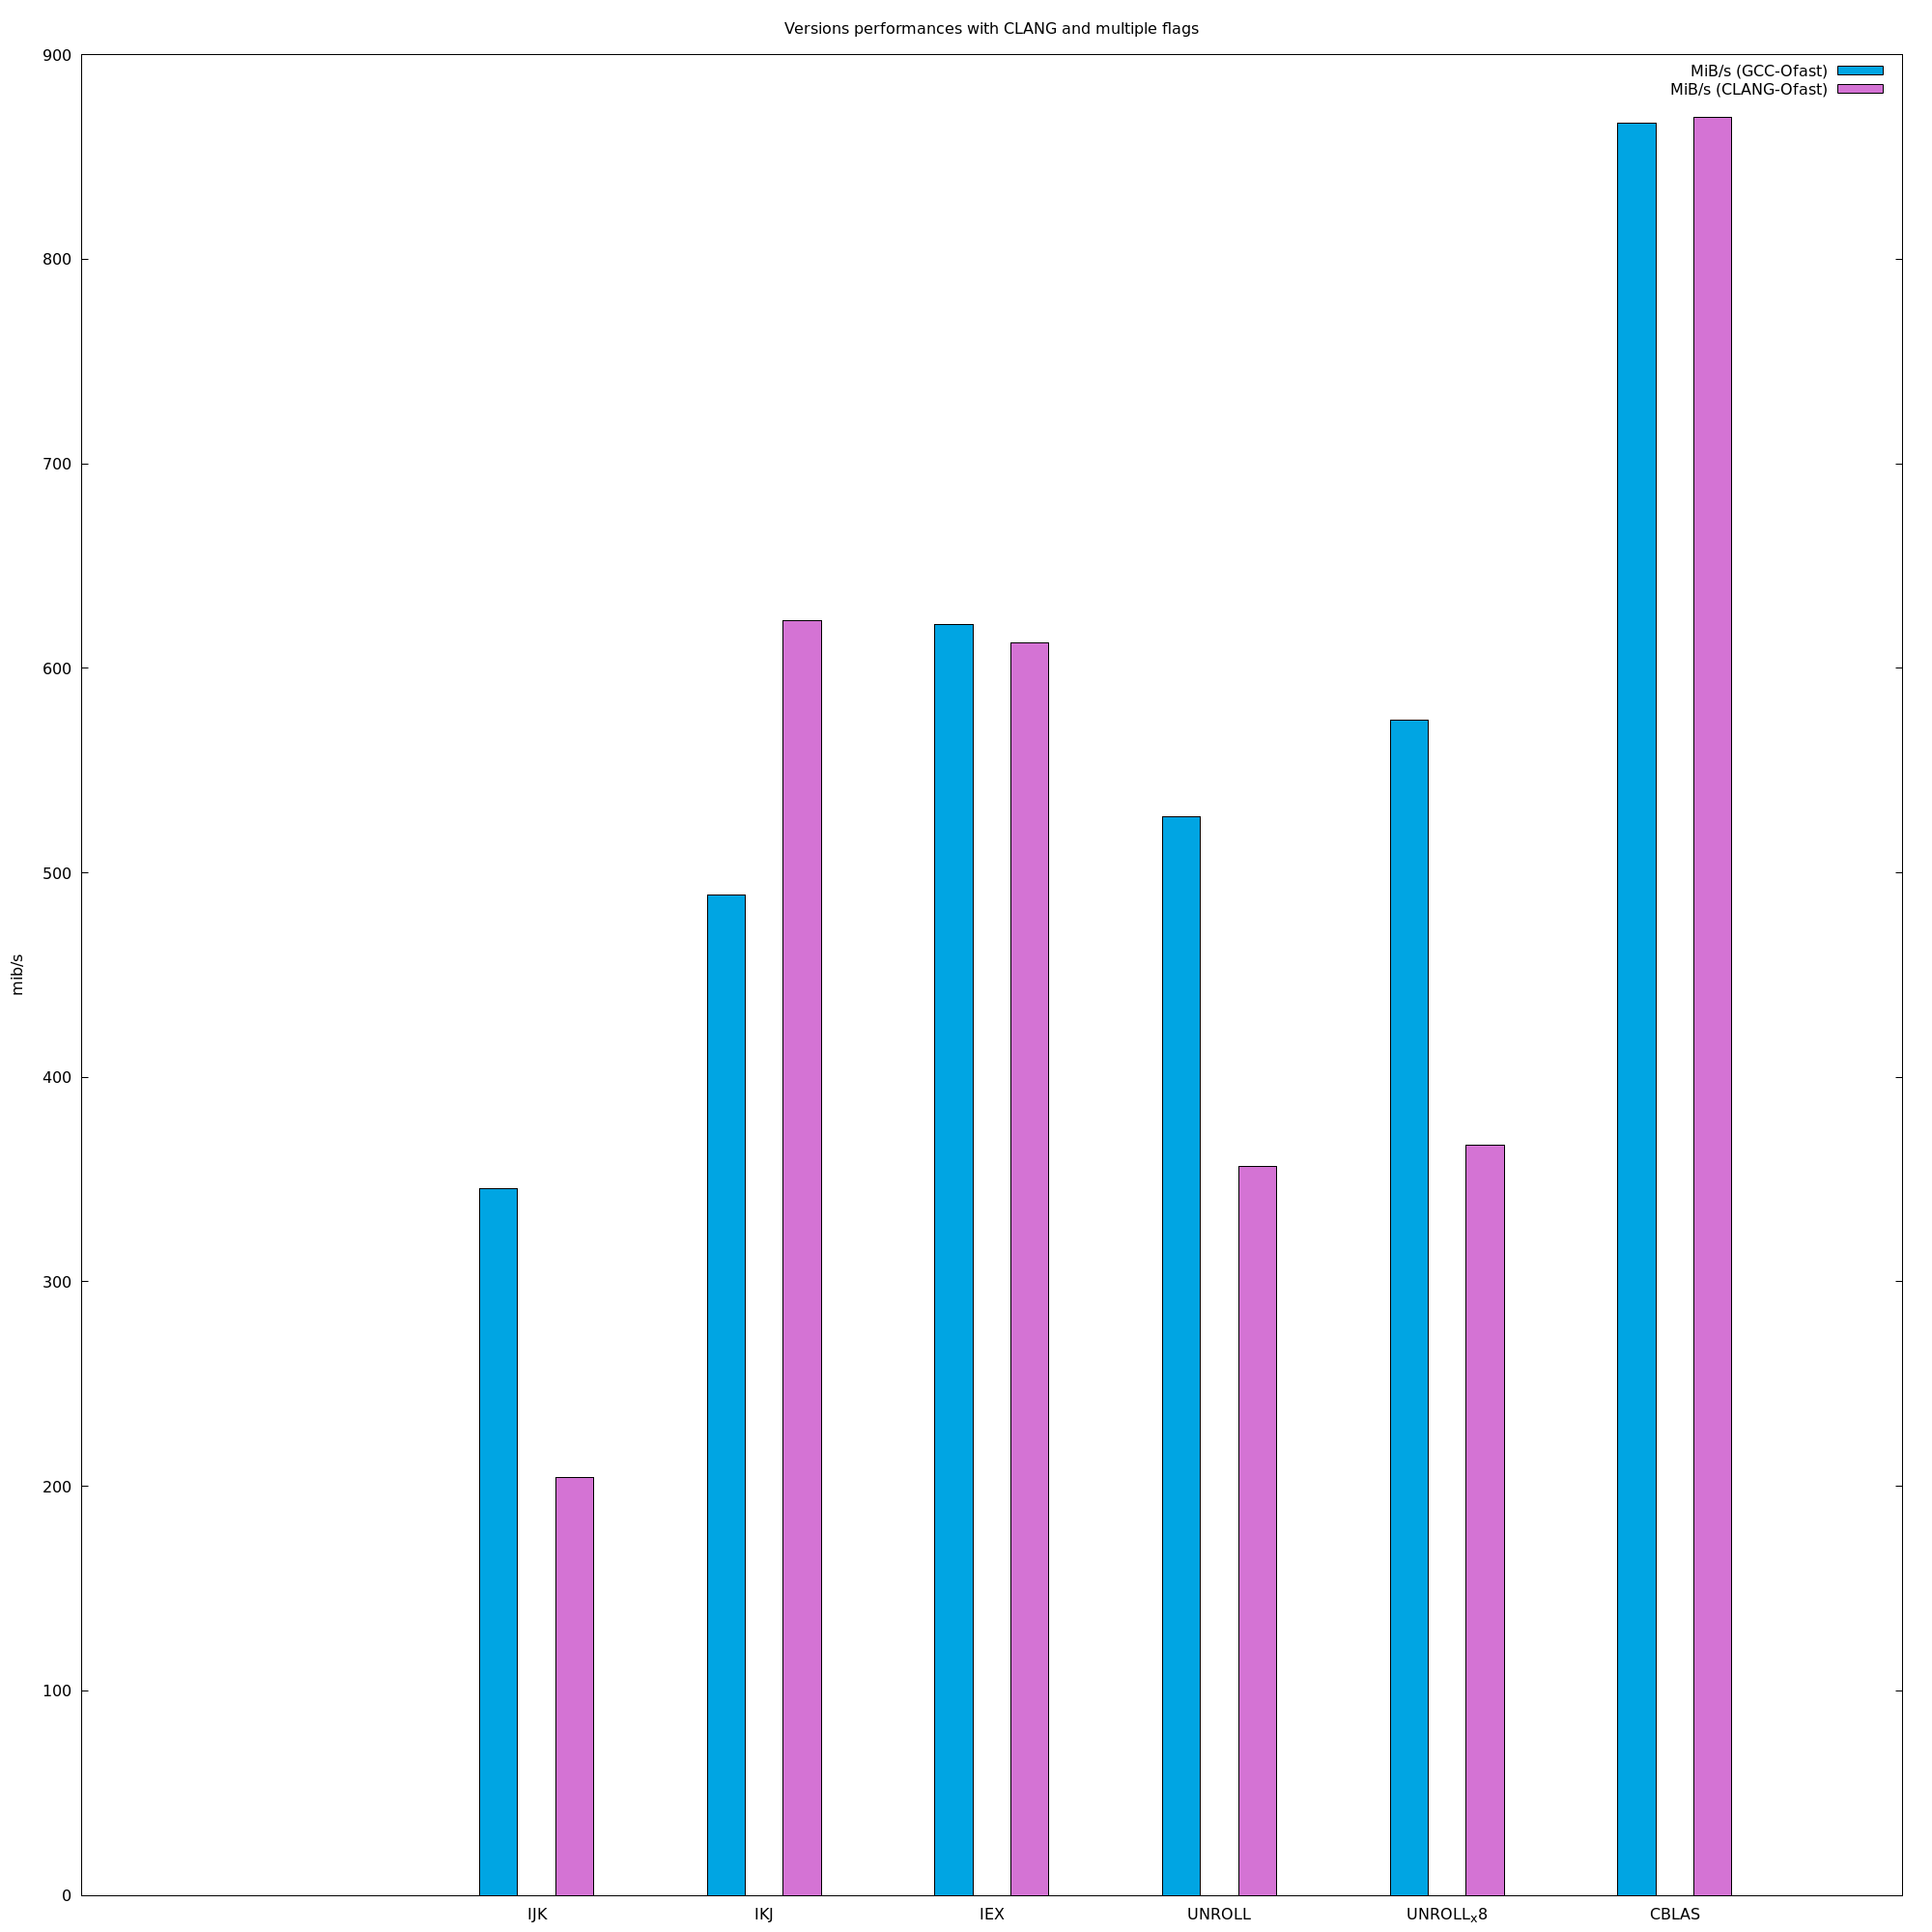 Versions performances with CLANG and multiple flags
MiB/s (GCC-Ofast)
MiB/s (CLANG-Ofast)
900
800
700
600
500
400
300
200
100
0
mib/s
IJK IKJ IEX UNROLL UNROLLₓ8 CBLAS